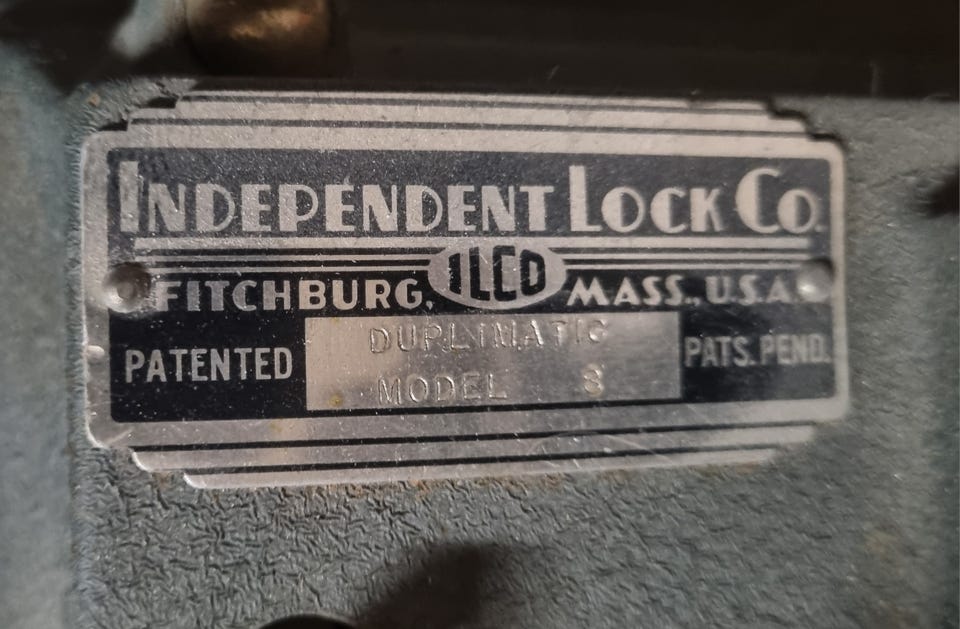 INDEPENDENT LOCK CO.
ILCO
FITCHBURG, MASS., U.S.A.
DUPLIMATIC
PATENTED PATS. PEND.
MODEL 8